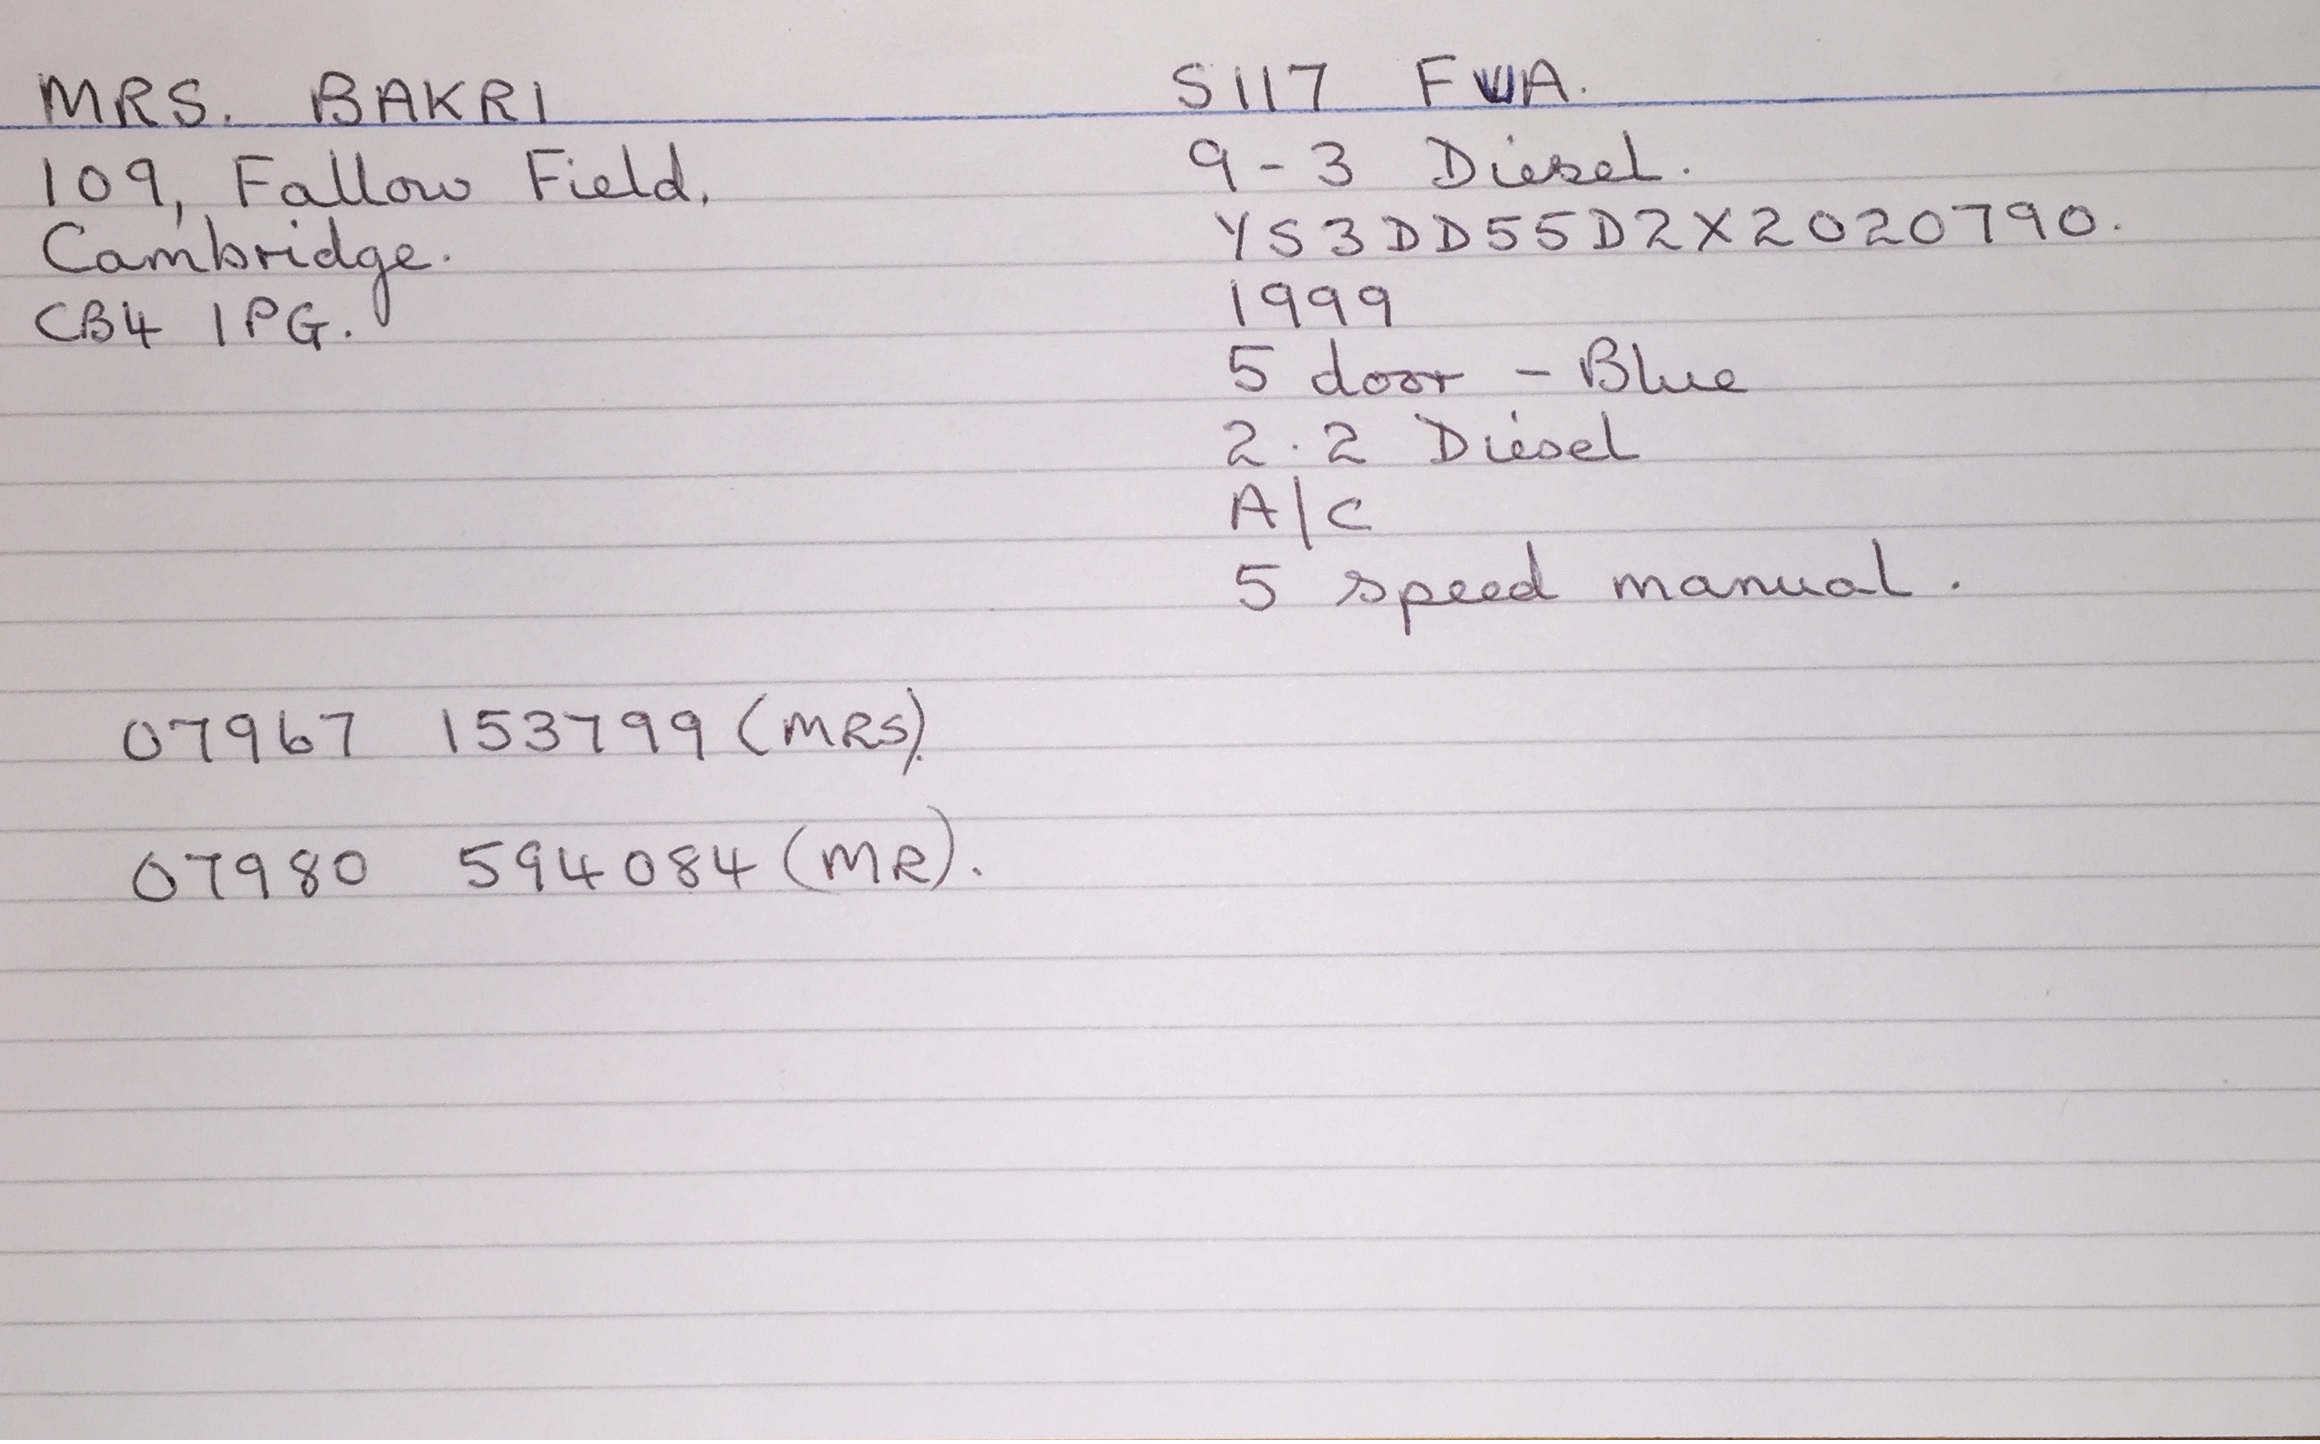 MRS. BAKRI
109, Fallow Field,
Cambridge.
CB4 1PG.
07967 153799 (MRS).
07980 594084 (MR).
S117
9-3 Diesel.
YS3DD55D2X2020790.
1999
5 door - Blue
2.2 Diesel
A/C
5 speed manual.